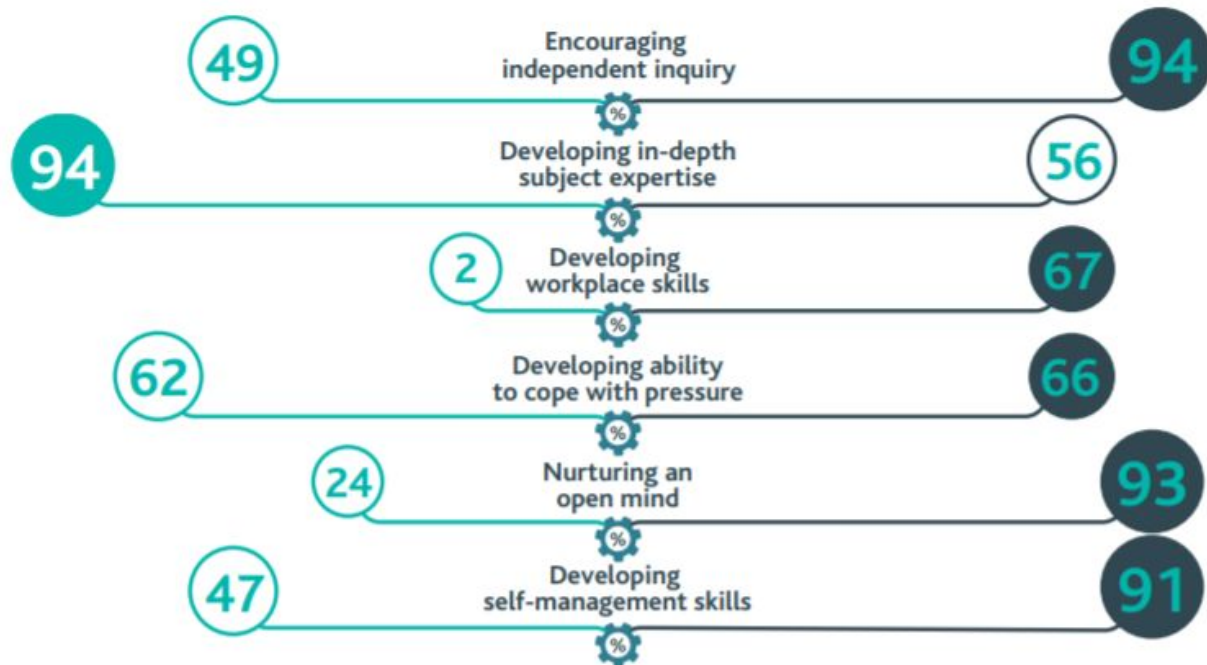 Encouraging
independent inquiry
49
94
%
Developing in-depth
subject expertise
94
56
%
Developing
workplace skills
2
67
%
Developing ability
to cope with pressure
62
66
%
Nurturing an
open mind
24
93
%
Developing
self-management skills
47
91
%